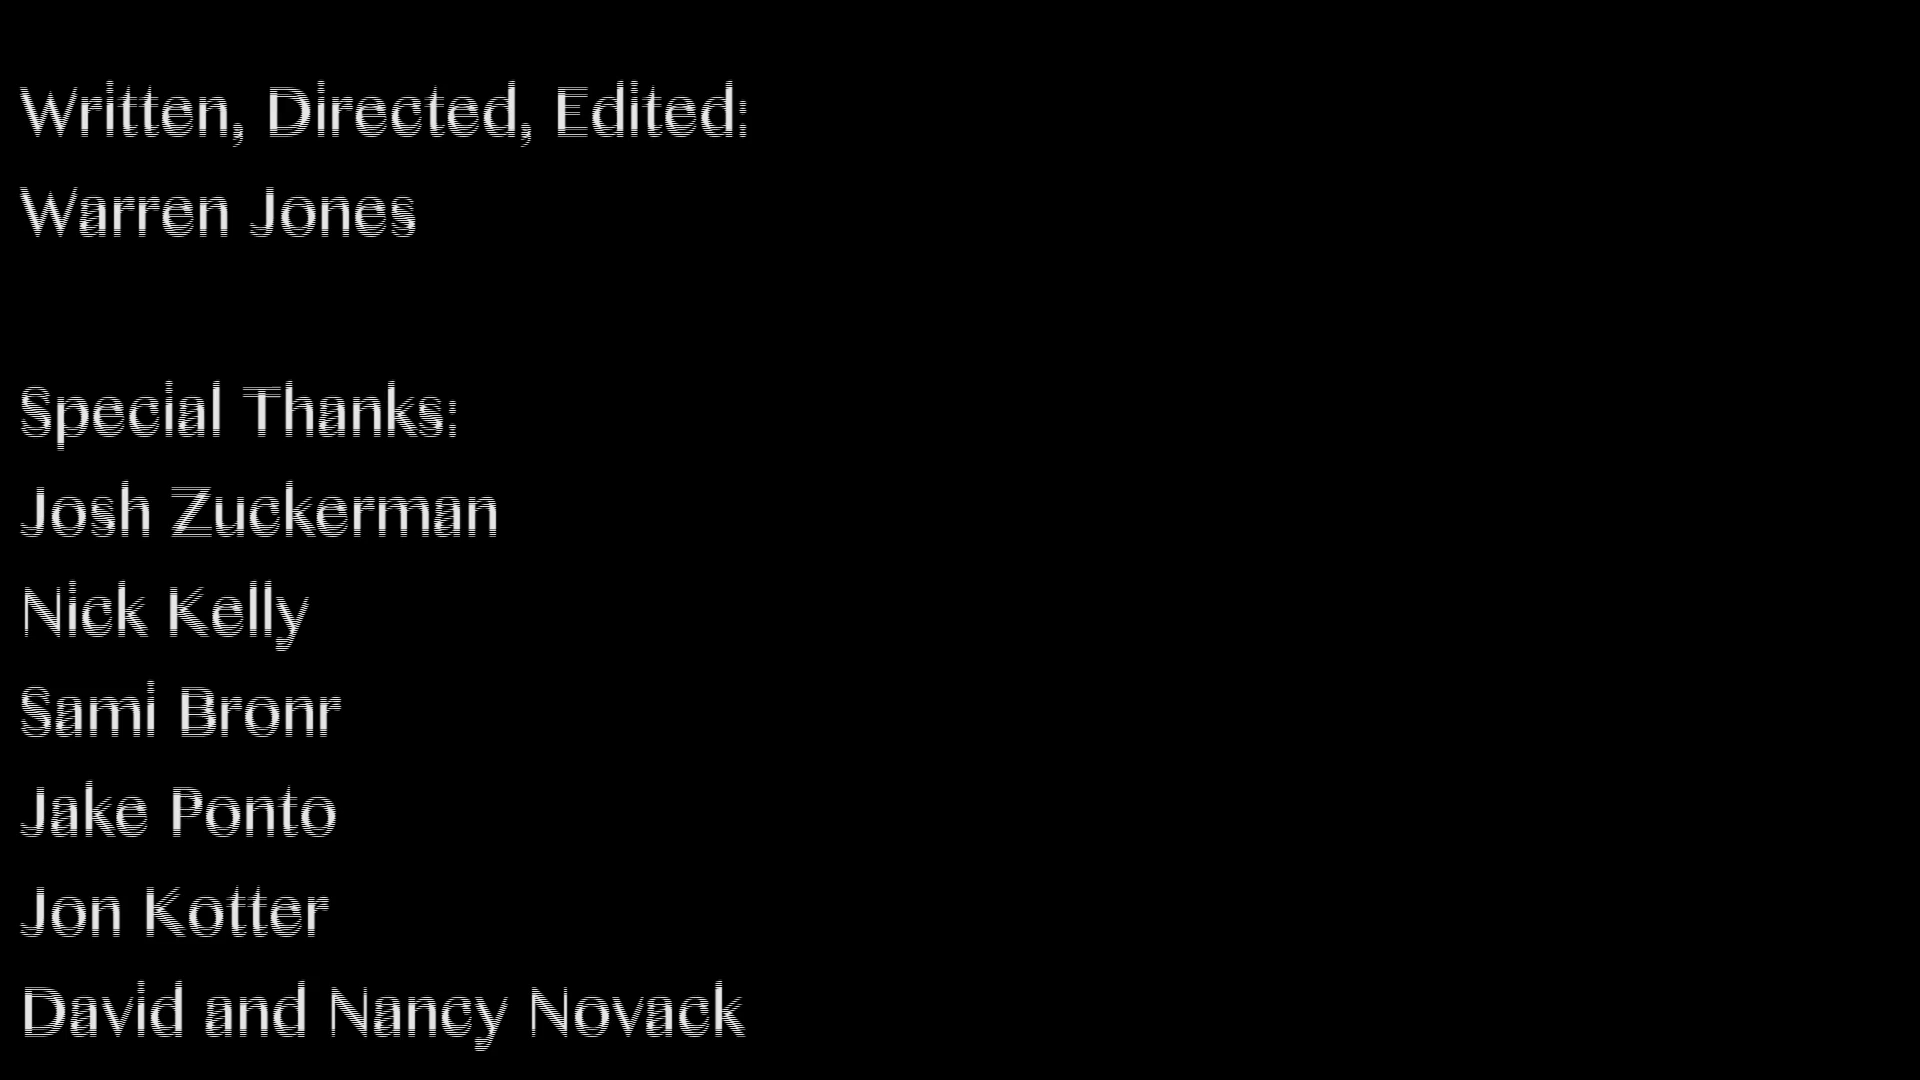 Written, Directed, Edited:
Warren Jones
Special Thanks:
Josh Zuckerman
Nick Kelly
Sami Bronr
Jake Ponto
Jon Kotter
David and Nancy Novack